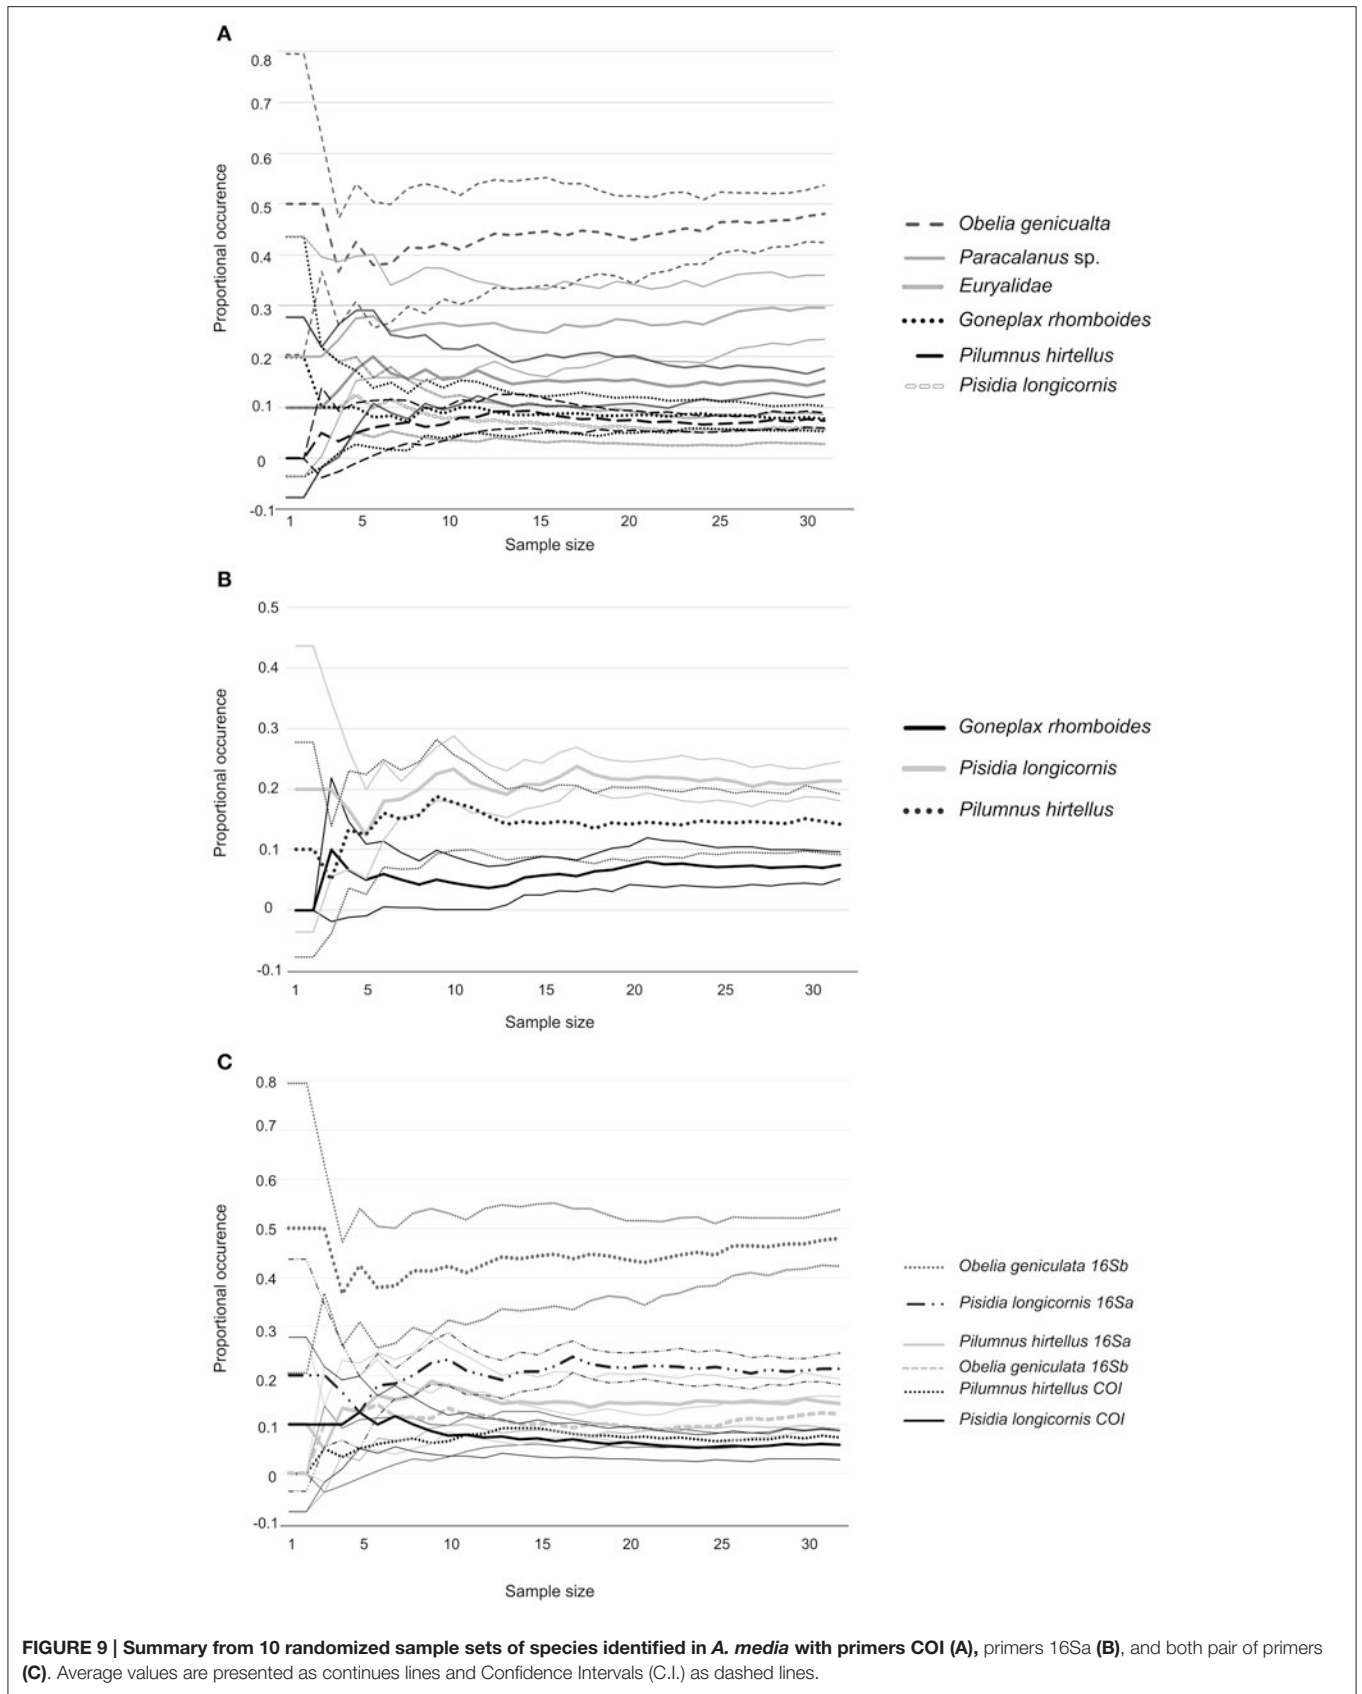 A
0.8
0.7
0.6
0.5
0.4
0.3
0.2
0.1
0
-0.1
Proportional occurence
1 5 10 15 20 25 30
Sample size
Obelia genicualta
Paracalanus sp.
Euryalidae
Goneplax rhomboides
Pilumnus hirtellus
Pisidia longicornis
B
0.5
0.4
0.3
0.2
0.1
0
-0.1
Proportional occurence
1 5 10 15 20 25 30
Sample size
Goneplax rhomboides
Pisidia longicornis
Pilumnus hirtellus
C
0.8
0.7
0.6
0.5
0.4
0.3
0.2
0.1
0
-0.1
Proportional occurence
1 5 10 15 20 25 30
Sample size
Obelia geniculata 16Sb
Pisidia longicornis 16Sa
Pilumnus hirtellus 16Sa
Obelia geniculata 16Sb
Pilumnus hirtellus COI
Pisidia longicornis COI
FIGURE 9 | Summary from 10 randomized sample sets of species identified in A. media with primers COI (A), primers 16Sa (B), and both pair of primers
(C). Average values are presented as continues lines and Confidence Intervals (C.I.) as dashed lines.